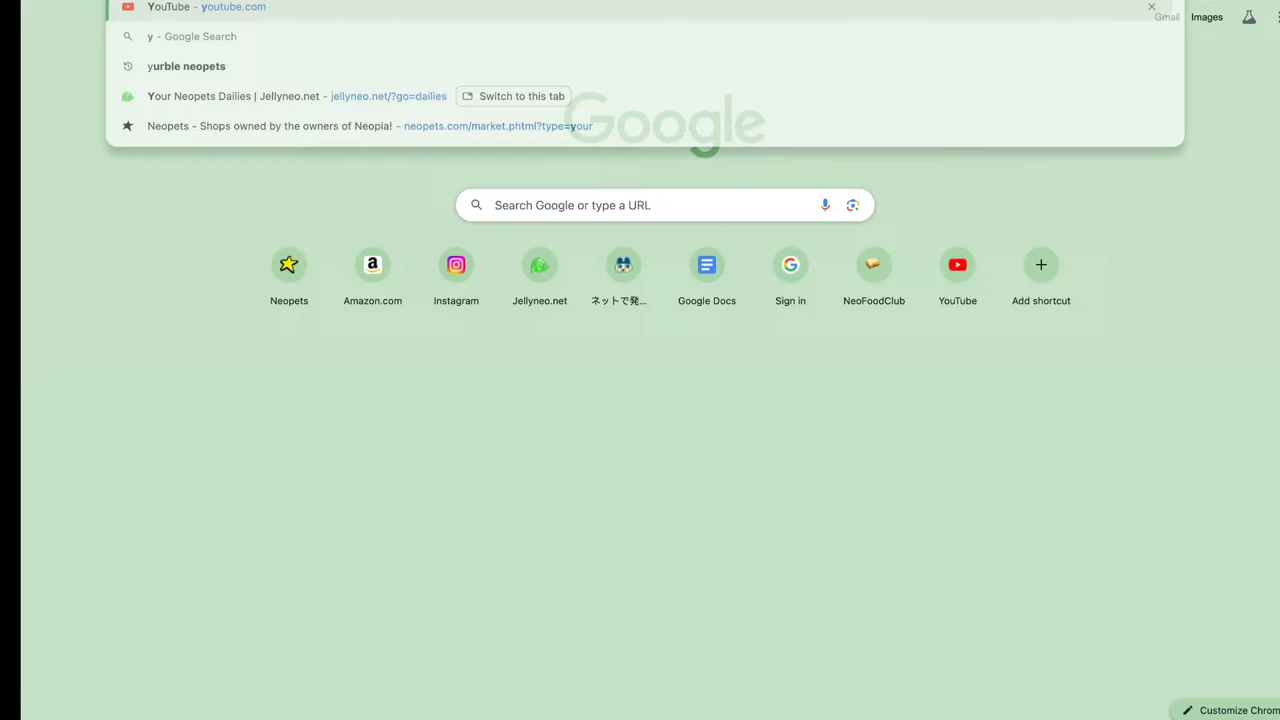 YouTube - youtube.com
Gmail Images
y - Google Search
yurble neopets
Your Neopets Dailies | Jellyneo.net - jellyneo.net/?go=dailies Switch to this tab
Neopets - Shops owned by the owners of Neopia! - neopets.com/market.phtml?type=your
Google
Search Google or type a URL
Neopets Amazon.com Instagram Jellyneo.net ネットで発... Google Docs Sign in NeoFoodClub YouTube Add shortcut
Customize Chrom